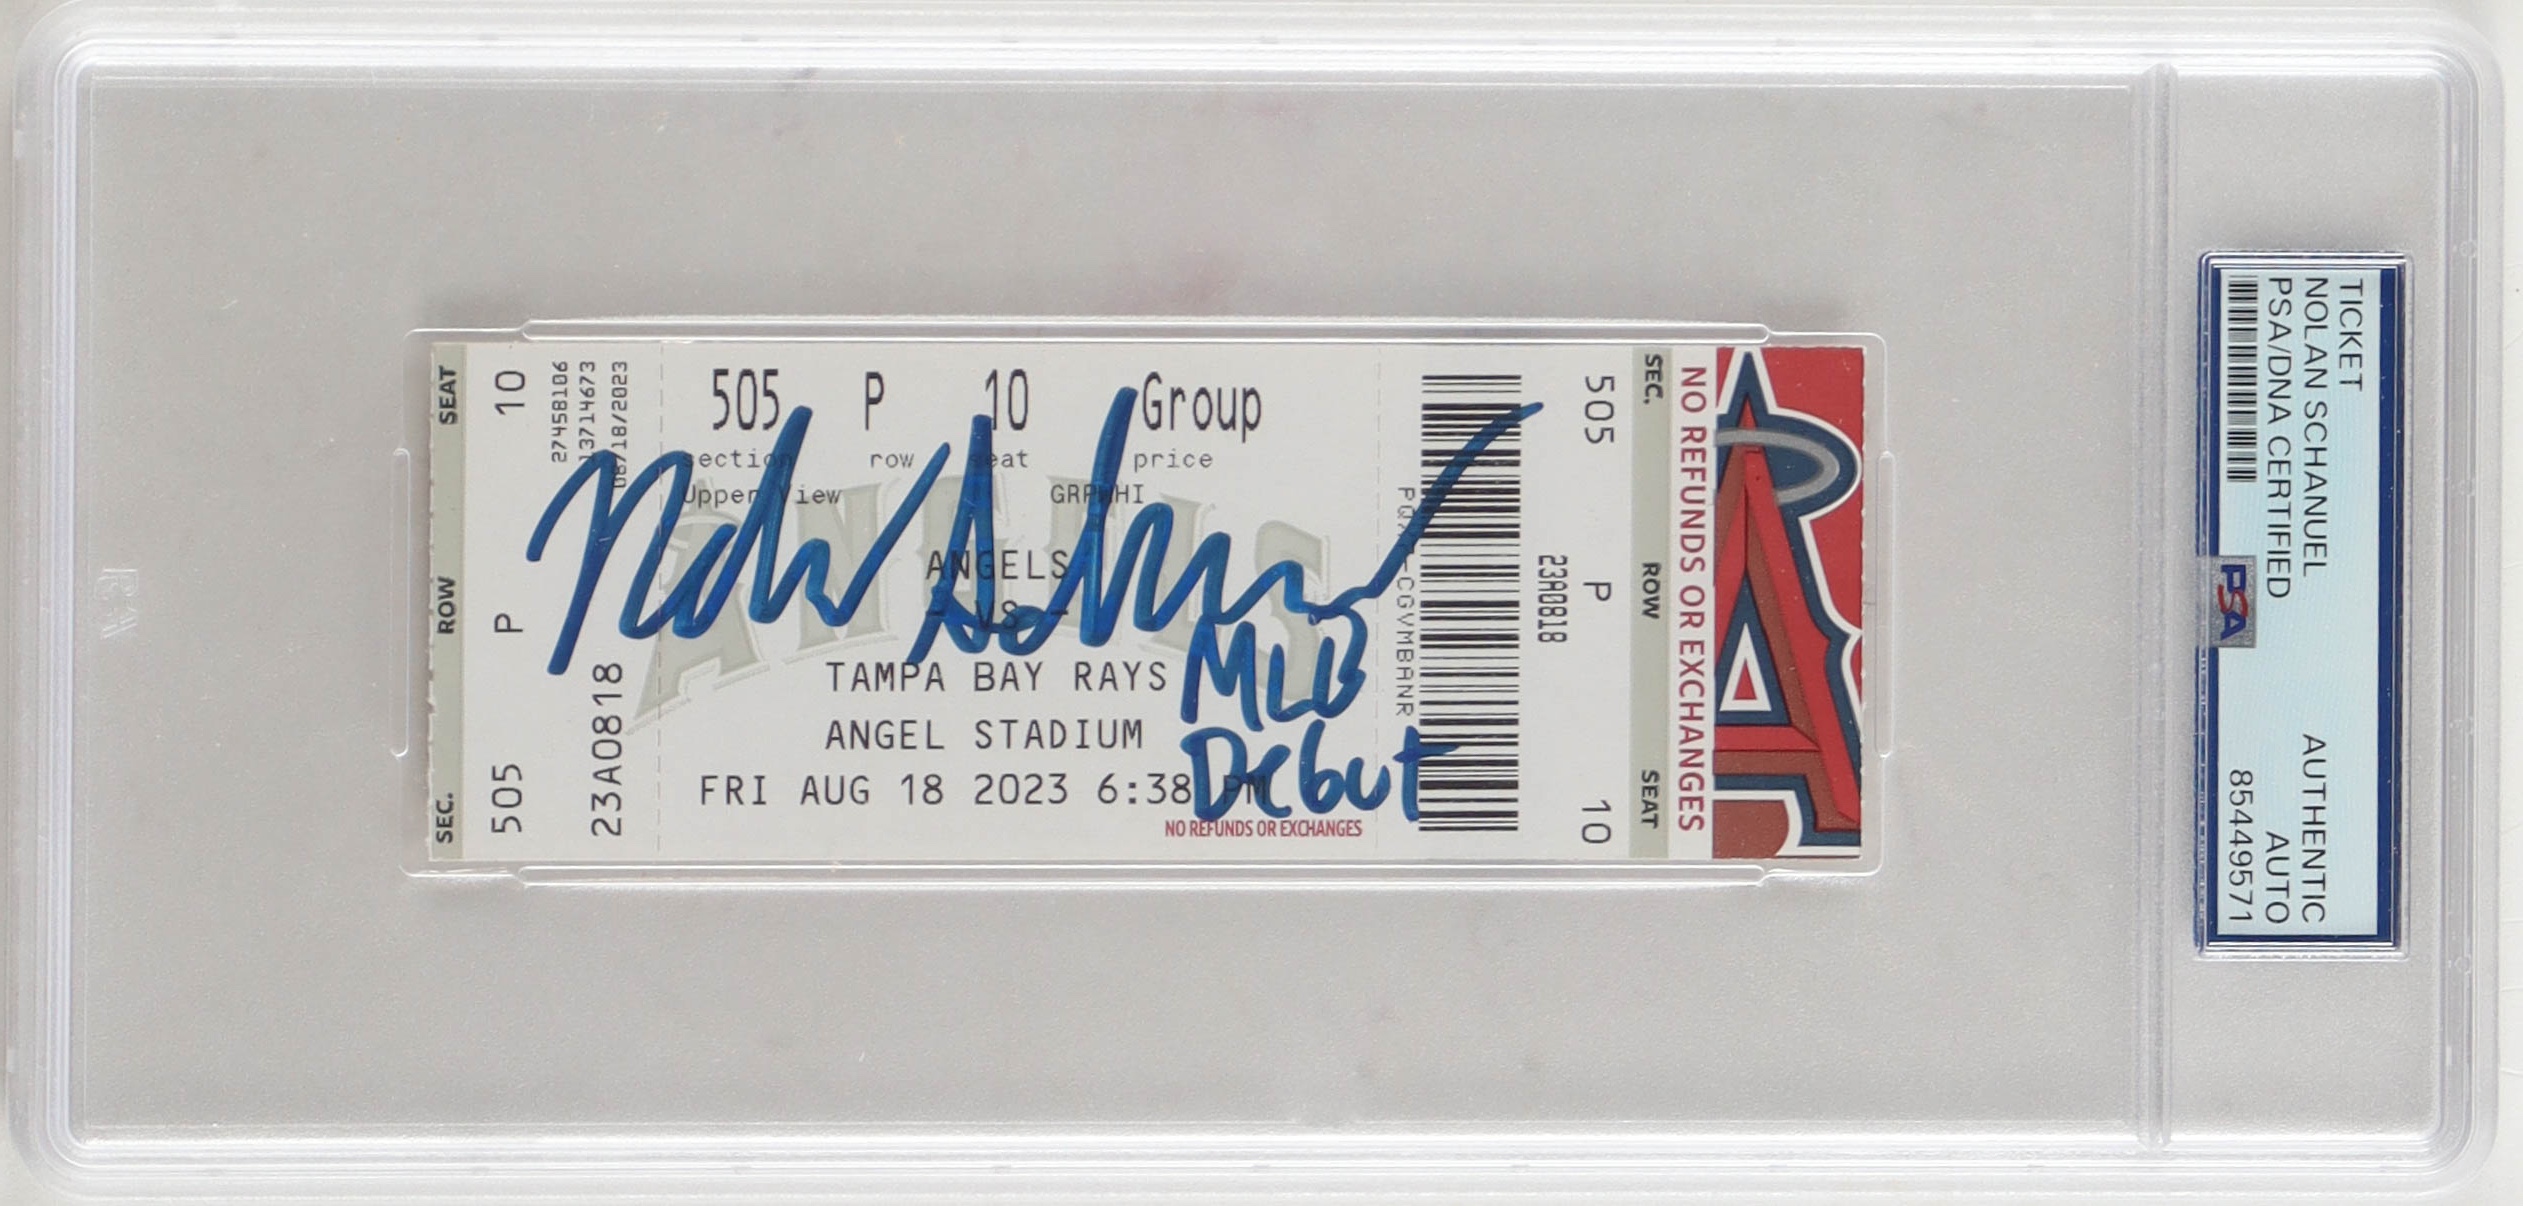 SEAT ROW SEC.
10 P 505
27458106
13714673
08/18/2023
23A0818
505 P 10 Group
section row seat price
Upper View GRPWHI
ANGELS
ANGELS
- VS -
TAMPA BAY RAYS
ANGEL STADIUM
FRI AUG 18 2023 6:38 PM
NO REFUNDS OR EXCHANGES
Nolan Schanuel
MLB
Debut
23A0818
505 P 10
SEC. ROW SEAT
NO REFUNDS OR EXCHANGES
A
TICKET
NOLAN SCHANUEL AUTHENTIC
PSA/DNA CERTIFIED AUTO
85449571
PSA